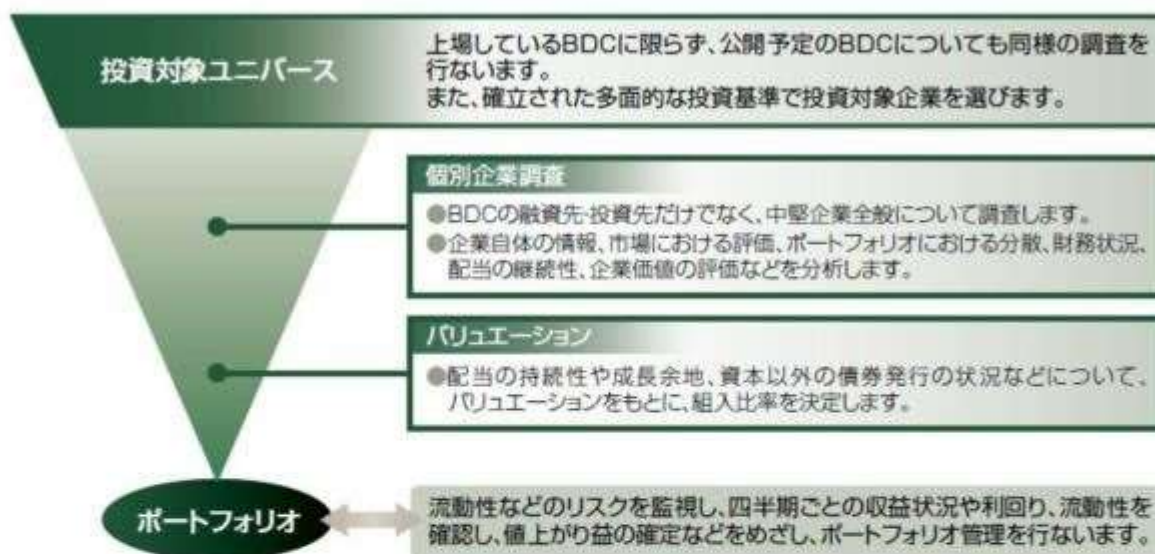 投資対象ユニバース
上場しているBDCに限らず、公開予定のBDCについても同様の調査を
行ないます。
また、確立された多面的な投資基準で投資対象企業を選びます。
個別企業調査
●BDCの融資先・投資先だけでなく、中堅企業全般について調査します。
●企業自体の情報、市場における評価、ポートフォリオにおける分散、財務状況、
配当の継続性、企業価値の評価などを分析します。
バリュエーション
●配当の持続性や成長余地、資本以外の債券発行の状況などについて、
バリュエーションをもとに、組入比率を決定します。
ポートフォリオ
流動性などのリスクを監視し、四半期ごとの収益状況や利回り、流動性を
確認し、値上がり益の確定などをめざし、ポートフォリオ管理を行ないます。